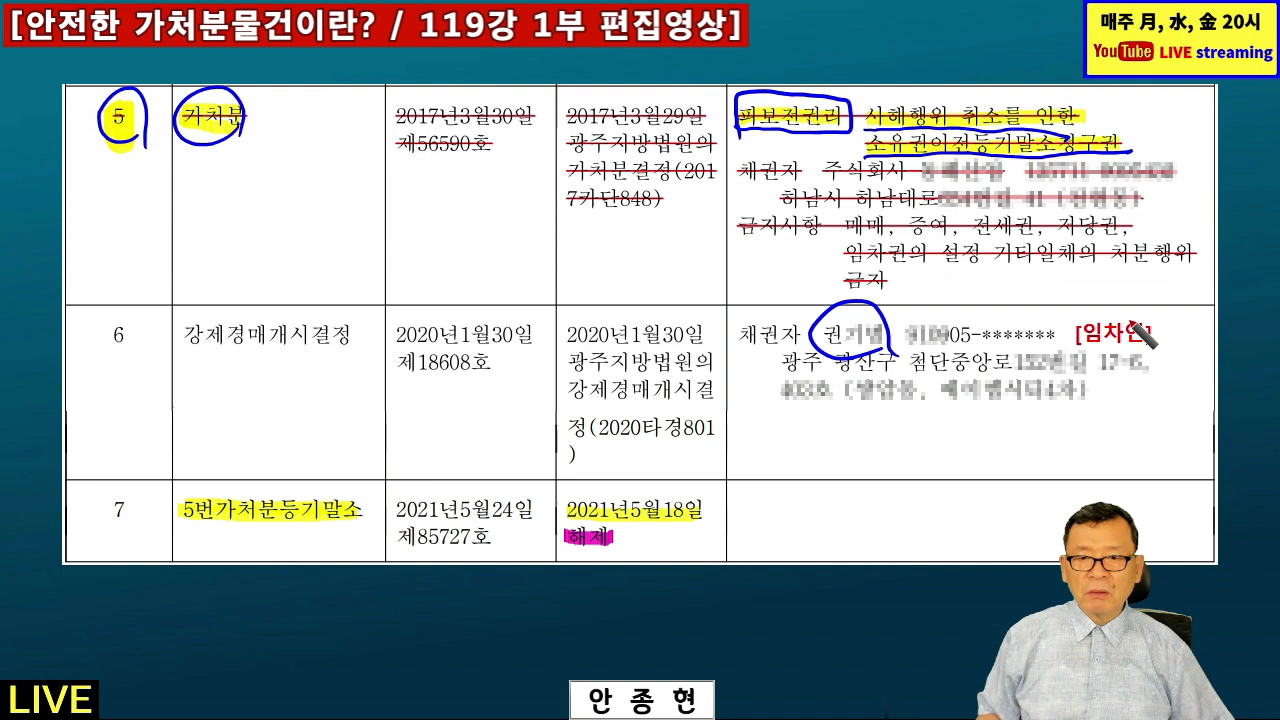 [안전한 가처분물건이란? / 119강 1부 편집영상]
매주 月, 水, 金 20시
YouTube LIVE streaming
5 가처분 2017년3월30일 2017년3월29일 피보전권리 사해행위 취소를 인한
제56590호 광주지방법원의 소유권이전등기말소청구권
가처분결정(201 채권자 주식회사
7카단848) 하남시 하남대로
금지사항 매매, 증여, 전세권, 저당권,
임차권의 설정 기타일체의 처분행위
금지
6 강제경매개시결정 2020년1월30일 2020년1월30일 채권자 권 05-******* [임차인]
제18608호 광주지방법원의 광주 광산구 첨단중앙로
강제경매개시결
정(2020타경801
)
7 5번가처분등기말소 2021년5월24일 2021년5월18일
제85727호 해제
LIVE
안 종 현